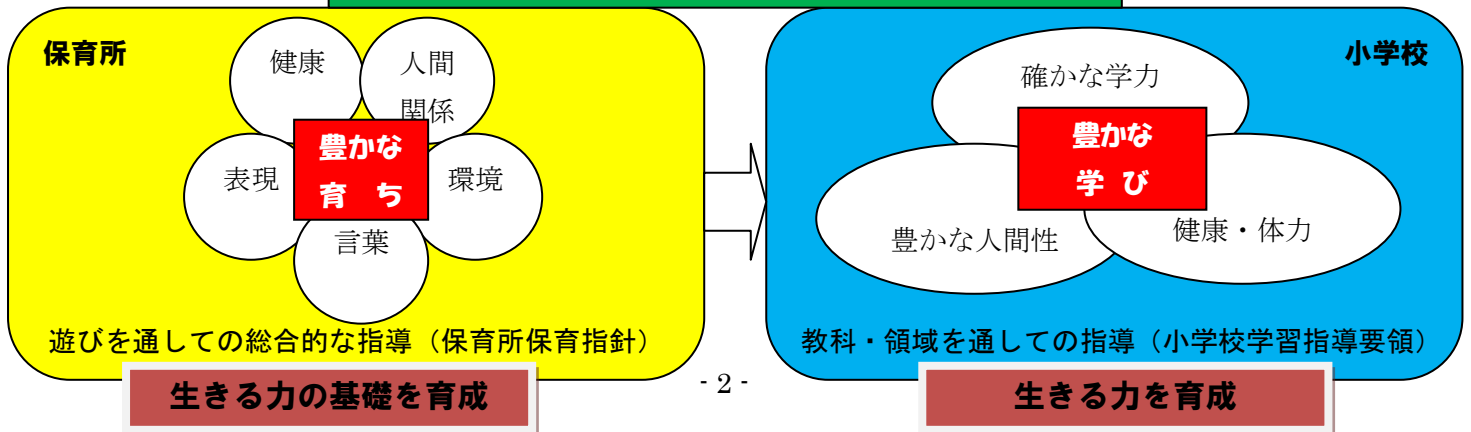 保育所
健康
人間
関係
表現
豊かな
育 ち
環境
言葉
遊びを通しての総合的な指導（保育所保育指針）
生きる力の基礎を育成
小学校
確かな学力
豊かな
学 び
豊かな人間性
健康・体力
教科・領域を通しての指導（小学校学習指導要領）
生きる力を育成
- 2 -